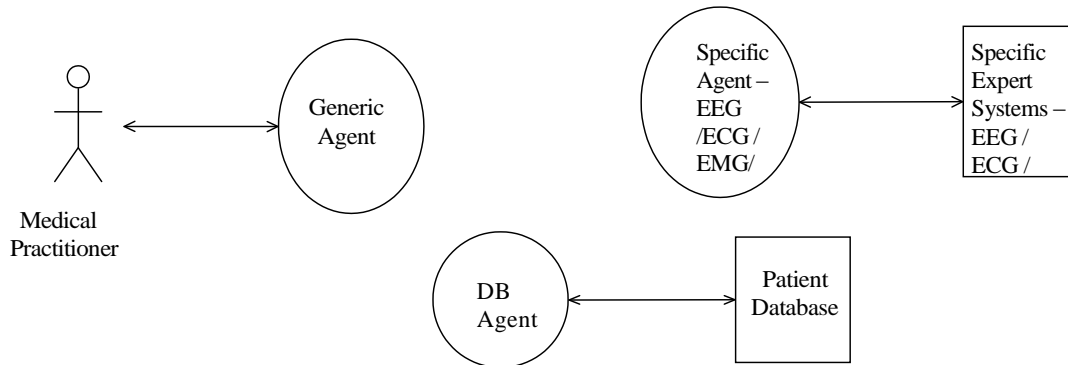 Medical
Practitioner
Generic
Agent
Specific
Agent –
EEG
/ECG /
EMG/
Specific
Expert
Systems –
EEG /
ECG /
DB
Agent
Patient
Database